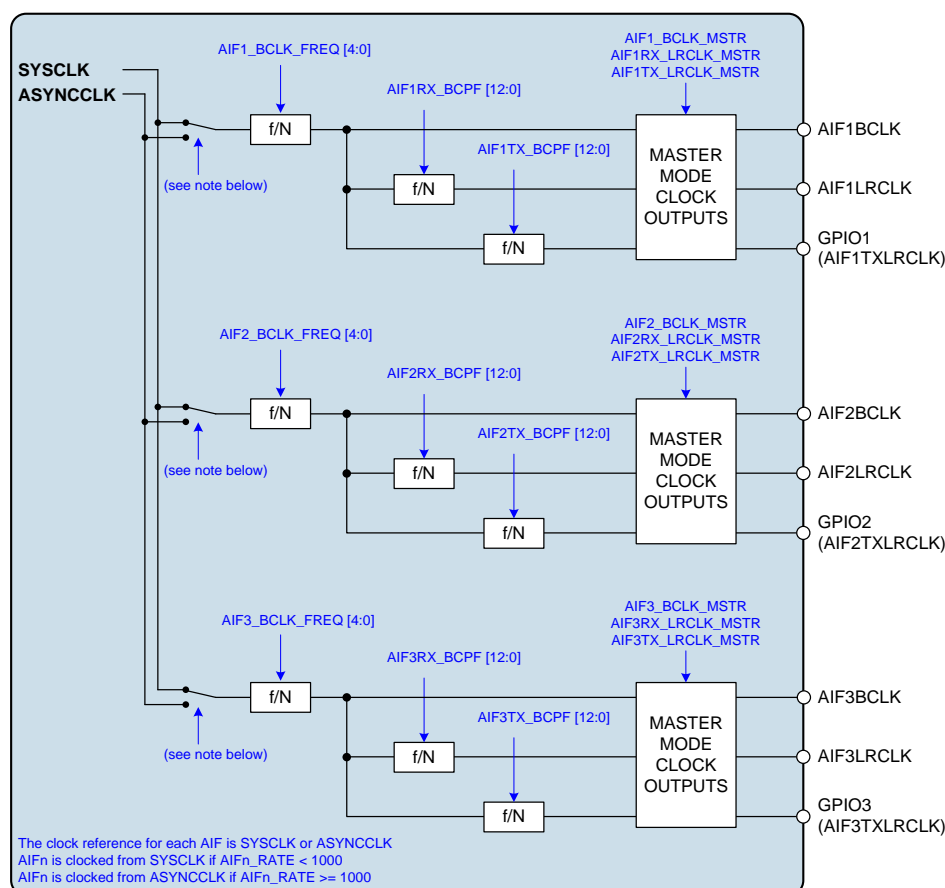 SYSCLK
ASYNCCLK
AIF1_BCLK_FREQ [4:0]
AIF1RX_BCPF [12:0]
AIF1TX_BCPF [12:0]
AIF1_BCLK_MSTR
AIF1RX_LRCLK_MSTR
AIF1TX_LRCLK_MSTR
f/N
f/N
f/N
(see note below)
MASTER
MODE
CLOCK
OUTPUTS
AIF1BCLK
AIF1LRCLK
GPIO1
(AIF1TXLRCLK)
AIF2_BCLK_FREQ [4:0]
AIF2RX_BCPF [12:0]
AIF2TX_BCPF [12:0]
AIF2_BCLK_MSTR
AIF2RX_LRCLK_MSTR
AIF2TX_LRCLK_MSTR
f/N
f/N
f/N
(see note below)
MASTER
MODE
CLOCK
OUTPUTS
AIF2BCLK
AIF2LRCLK
GPIO2
(AIF2TXLRCLK)
AIF3_BCLK_FREQ [4:0]
AIF3RX_BCPF [12:0]
AIF3TX_BCPF [12:0]
AIF3_BCLK_MSTR
AIF3RX_LRCLK_MSTR
AIF3TX_LRCLK_MSTR
f/N
f/N
f/N
(see note below)
MASTER
MODE
CLOCK
OUTPUTS
AIF3BCLK
AIF3LRCLK
GPIO3
(AIF3TXLRCLK)
The clock reference for each AIF is SYSCLK or ASYNCCLK
AIFn is clocked from SYSCLK if AIFn_RATE < 1000
AIFn is clocked from ASYNCCLK if AIFn_RATE >= 1000